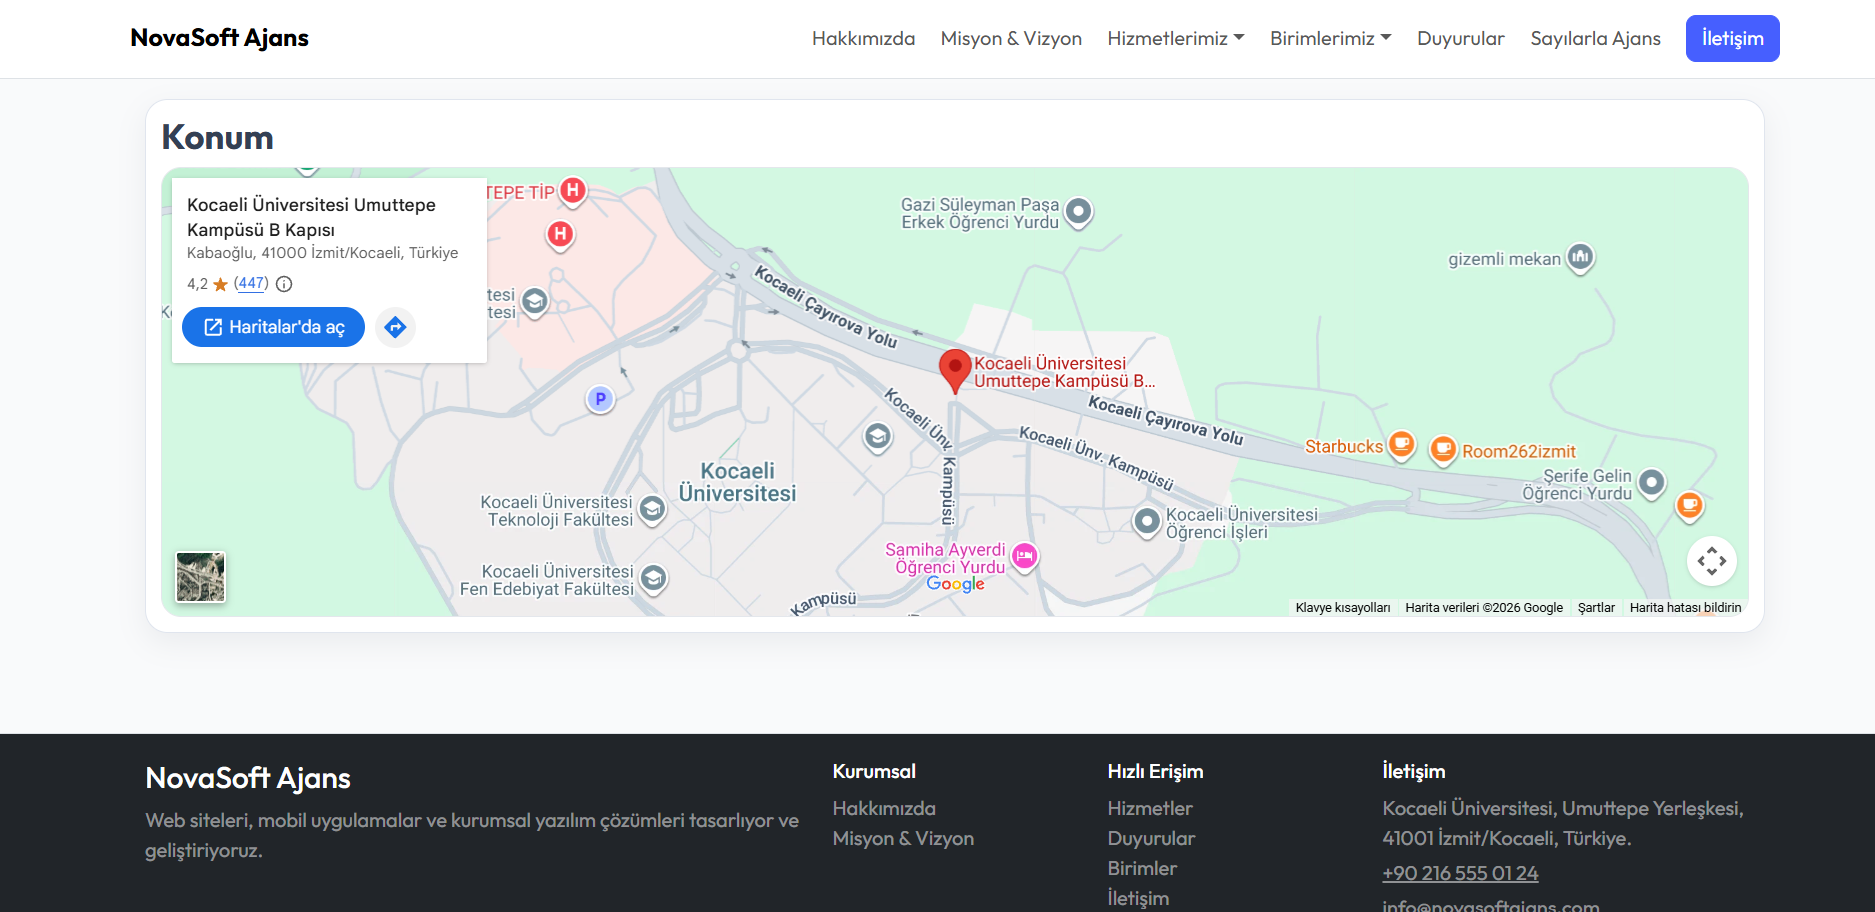 NovaSoft Ajans
Hakkımızda
Misyon & Vizyon
Hizmetlerimiz
Birimlerimiz
Duyurular
Sayılarla Ajans
İletişim
Konum
Kocaeli Üniversitesi Umuttepe
Kampüsü B Kapısı
Kabaoğlu, 41000 İzmit/Kocaeli, Türkiye
4,2 ★ (447)
Haritalar'da aç
TEPE TİP
H
H
tesi
tesi
P
Gazi Süleyman Paşa
Erkek Öğrenci Yurdu
gizemli mekan
Kocaeli Çayırova Yolu
Kocaeli Üniversitesi
Umuttepe Kampüsü B...
Kocaeli Çayırova Yolu
Kocaeli Ünv. Kampüsü
Kocaeli Ünv. Kampüsü
Starbucks
Room262izmit
Şerife Gelin
Öğrenci Yurdu
Kocaeli
Üniversitesi
Kocaeli Üniversitesi
Teknoloji Fakültesi
Kocaeli Üniversitesi
Öğrenci İşleri
Samiha Ayverdi
Öğrenci Yurdu
Google
Kocaeli Üniversitesi
Fen Edebiyat Fakültesi
Kampüsü
Klavye kısayolları
Harita verileri ©2026 Google
Şartlar
Harita hatası bildirin
NovaSoft Ajans
Web siteleri, mobil uygulamalar ve kurumsal yazılım çözümleri tasarlıyor ve
geliştiriyoruz.
Kurumsal
Hakkımızda
Misyon & Vizyon
Hızlı Erişim
Hizmetler
Duyurular
Birimler
İletişim
İletişim
Kocaeli Üniversitesi, Umuttepe Yerleşkesi,
41001 İzmit/Kocaeli, Türkiye.
+90 216 555 01 24
info@novasoftajans.com